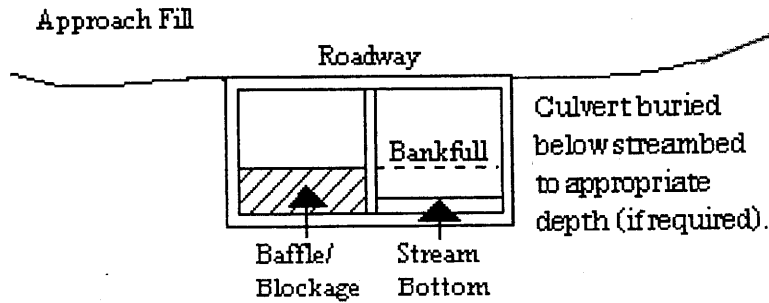 Approach Fill
Roadway
Bankfull
Culvert buried
below streambed
to appropriate
depth (if required).
Baffle/
Blockage
Stream
Bottom